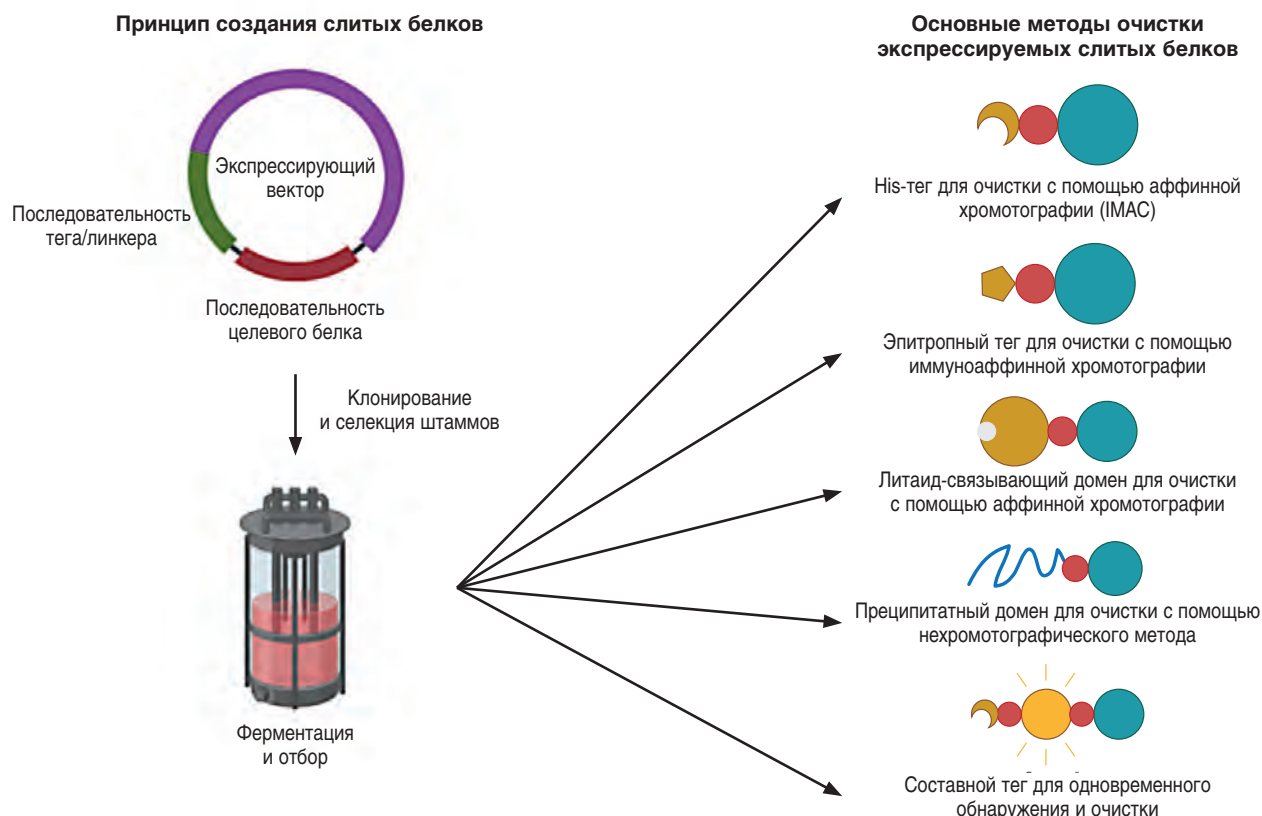 Принцип создания слитых белков
Экспрессирующий
вектор
Последовательность
тега/линкера
Последовательность
целевого белка
Клонирование
и селекция штаммов
Ферментация
и отбор
Основные методы очистки
экспрессируемых слитых белков
His-тег для очистки с помощью аффинной
хромотографии (IMAC)
Эпитропный тег для очистки с помощью
иммуноаффинной хромотографии
Литаид-связывающий домен для очистки
с помощью аффинной хромотографии
Преципитатный домен для очистки с помощью
нехромотографического метода
Составной тег для одновременного
обнаружения и очистки